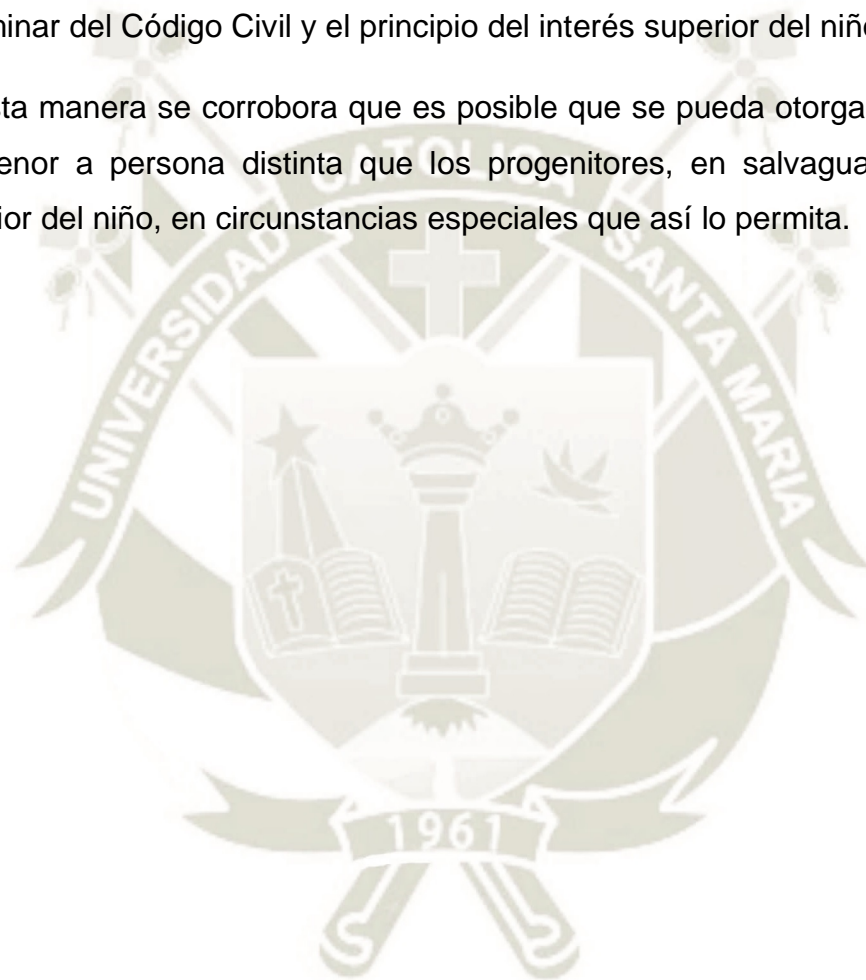 minar del Código Civil y el principio del interés superior del niño
sta manera se corrobora que es posible que se pueda otorga
enor a persona distinta que los progenitores, en salvagua
ior del niño, en circunstancias especiales que así lo permita.
UNIVERSIDAD CATOLICA SANTA MARIA
1961